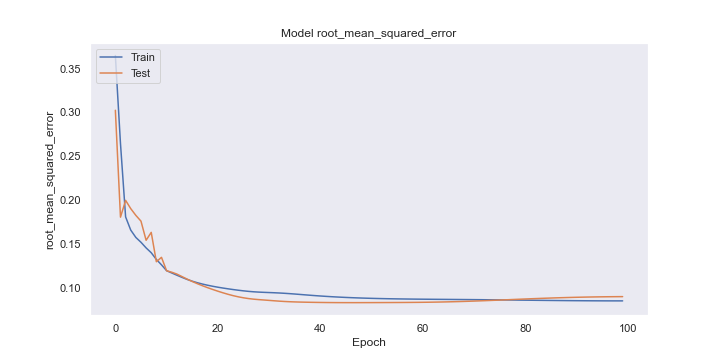 Model root_mean_squared_error
Train
Test
0.35
0.30
0.25
0.20
0.15
0.10
root_mean_squared_error
0 20 40 60 80 100
Epoch